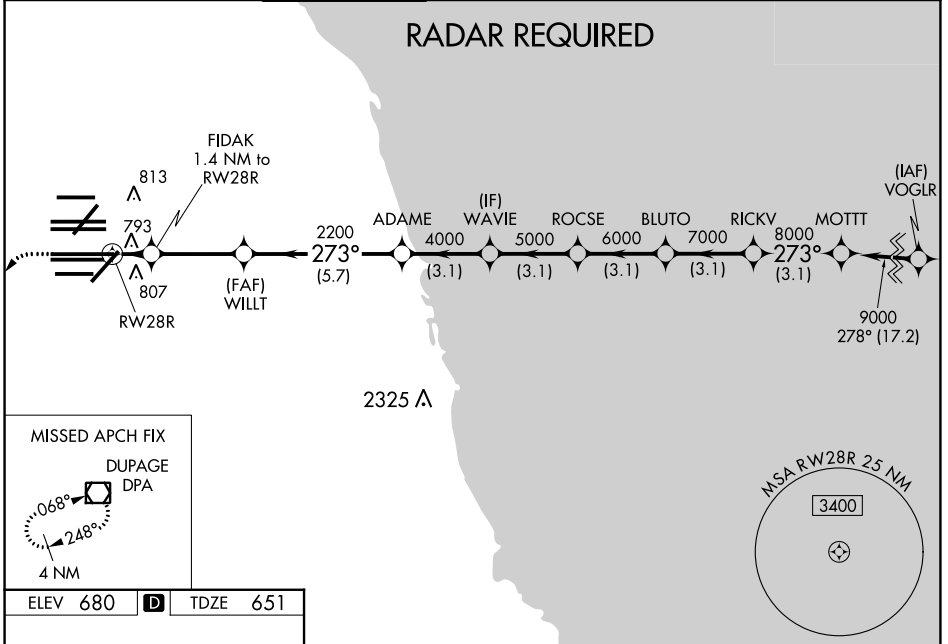 RADAR REQUIRED
FIDAK
1.4 NM to
RW28R
813
793
807
RW28R
(FAF)
WILLT
2200
273°
(5.7)
ADAME
4000
(3.1)
(IF)
WAVIE
5000
(3.1)
ROCSE
6000
(3.1)
BLUTO
7000
(3.1)
RICKV
8000
273°
(3.1)
MOTTT
(IAF)
VOGLR
9000
278° (17.2)
2325
MISSED APCH FIX
DUPAGE
DPA
068°
248°
4 NM
MSA RW28R 25 NM
3400
ELEV 680 D TDZE 651